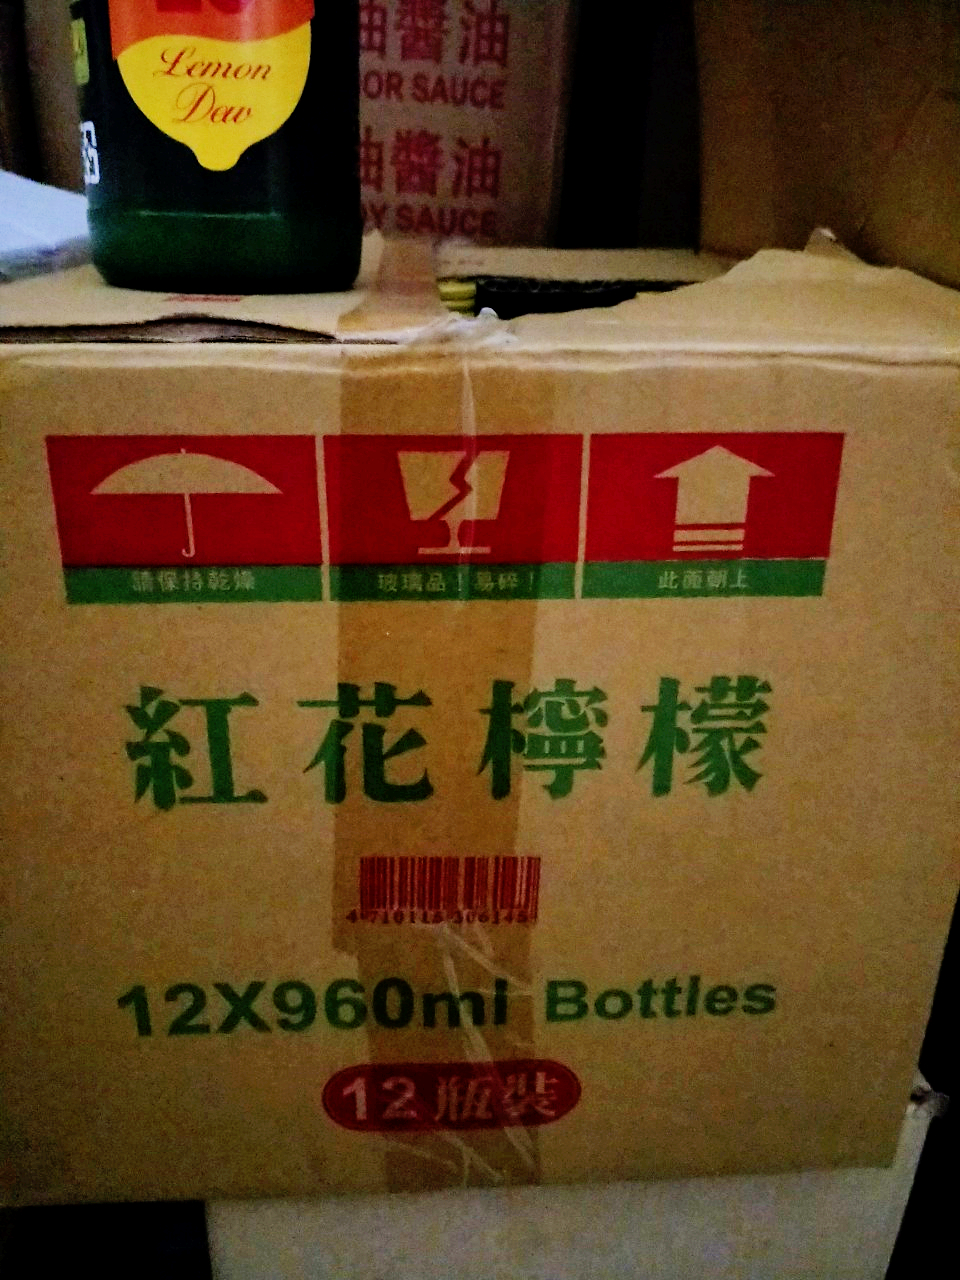 Lemon
Dew
油醬油
OR SAUCE
油醬油
Y SAUCE
請保持乾燥
玻璃品！易碎！
此面朝上
紅花檸檬
12X960ml Bottles
12瓶裝